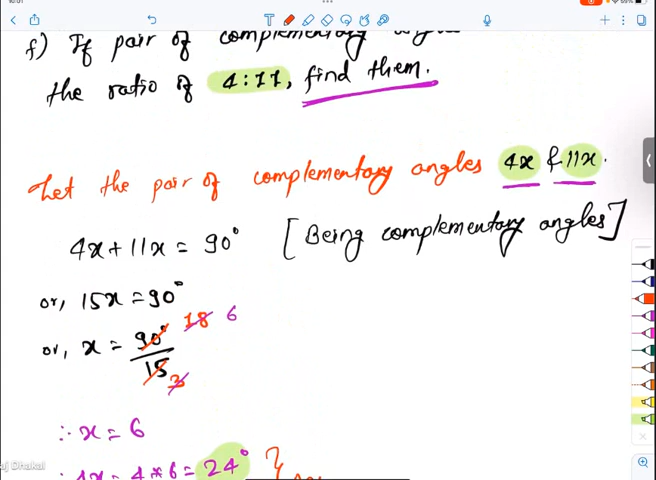 f) If pair of complementary
the ratio of 4:11, find them.
Let the pair of complementary angles 4x & 11x.
4x + 11x = 90° [Being complementary angles]
or, 15x = 90°
or, x = 90° 18 6
15 3
∴ x = 6
∴ 4x = 4 * 6 = 24° }
aj Dhakal